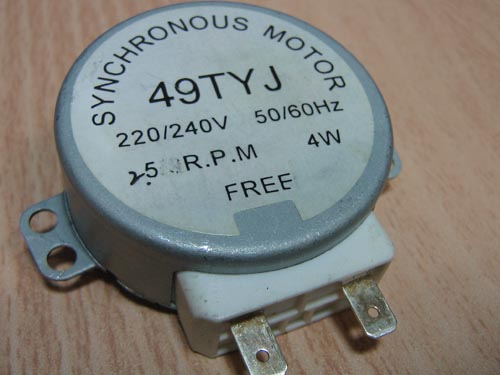 SYNCHRONOUS MOTOR
49TYJ
220/240V 50/60Hz
R.P.M 4W
FREE